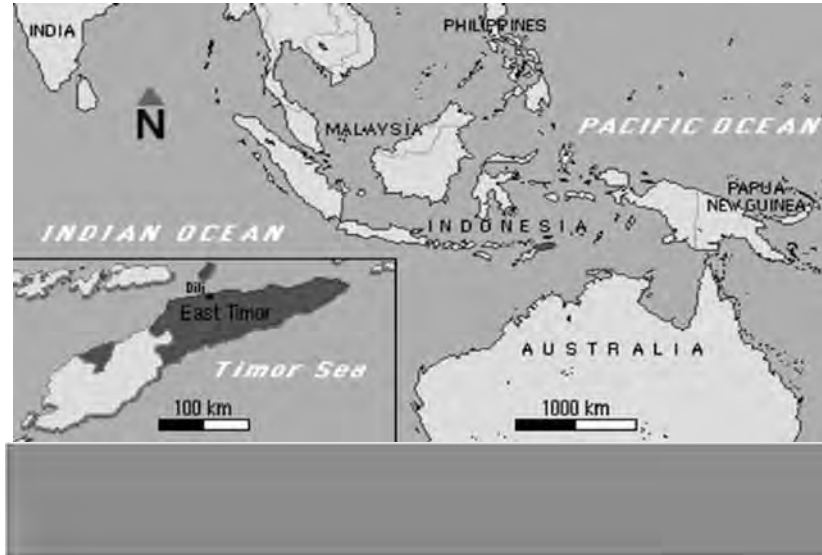 PHILIPPINES
INDIA
N
MALAYSIA
PACIFIC OCEAN
PAPUA
NEW GUINEA
INDIAN OCEAN
INDONESIA
Dili
East Timor
Timor Sea
AUSTRALIA
100 km
1000 km